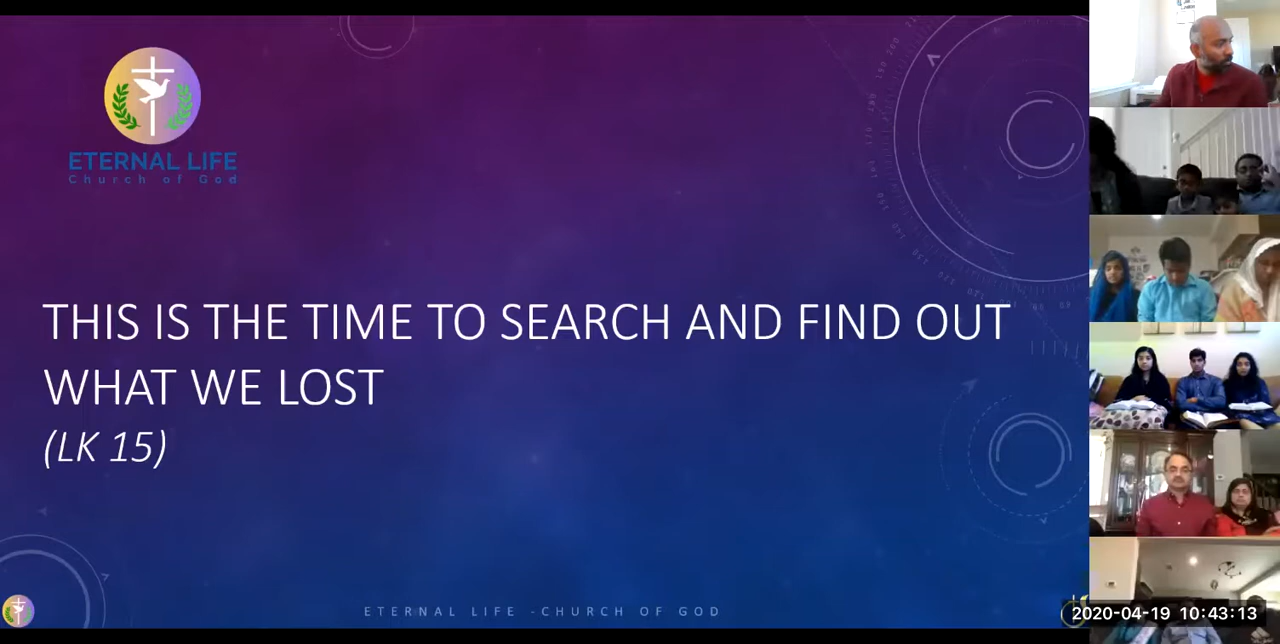 ETERNAL LIFE
Church of God
THIS IS THE TIME TO SEARCH AND FIND OUT
WHAT WE LOST
(LK 15)
ETERNAL LIFE -CHURCH OF GOD
2020-04-19 10:43:13